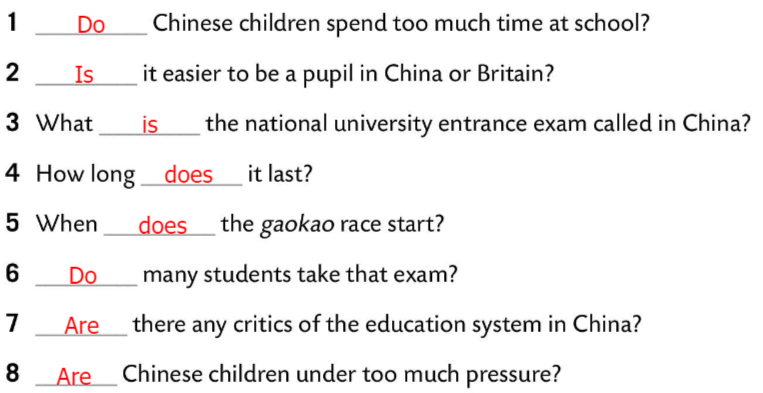 1 Do Chinese children spend too much time at school?
2 Is it easier to be a pupil in China or Britain?
3 What is the national university entrance exam called in China?
4 How long does it last?
5 When does the gaokao race start?
6 Do many students take that exam?
7 Are there any critics of the education system in China?
8 Are Chinese children under too much pressure?